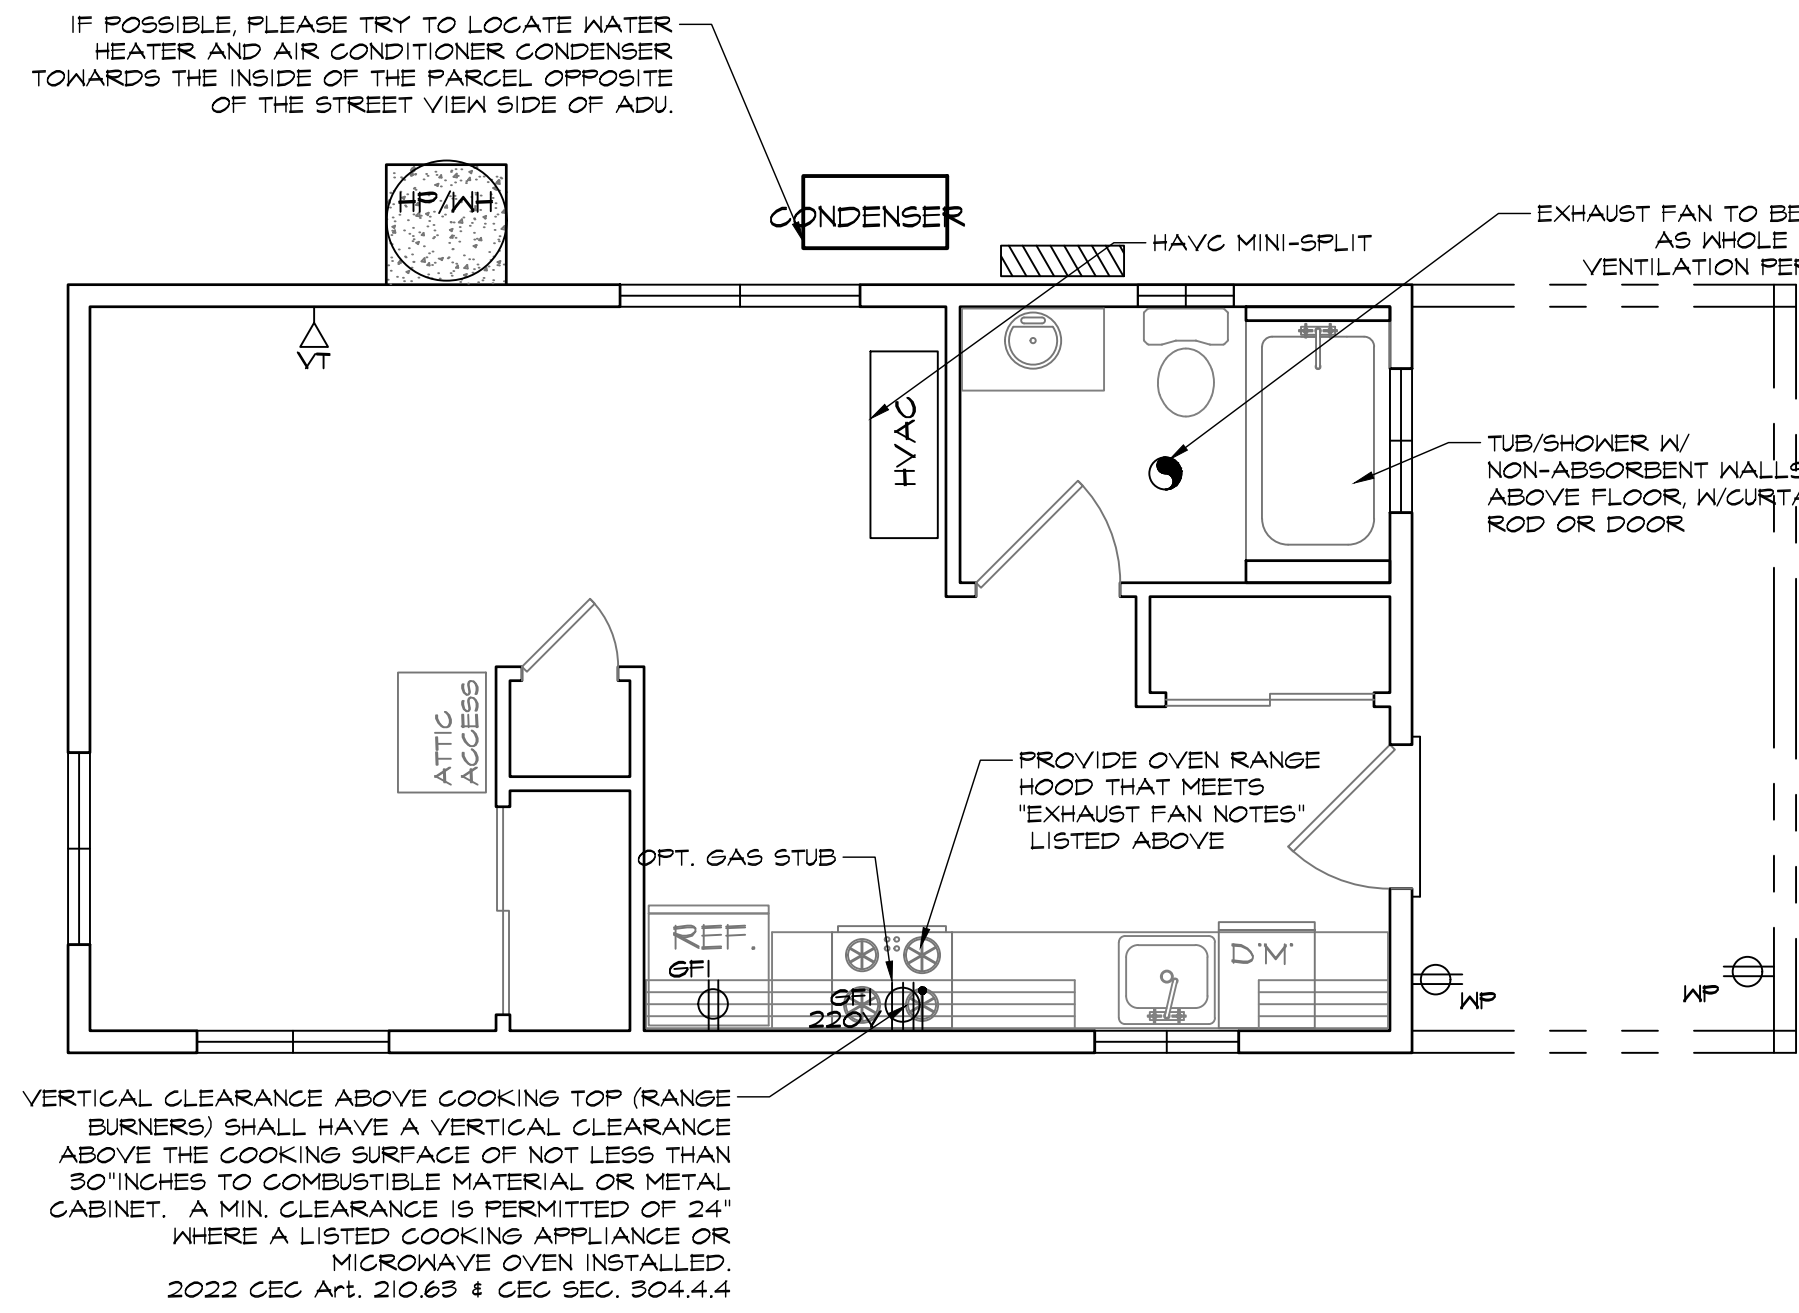 IF POSSIBLE, PLEASE TRY TO LOCATE WATER
HEATER AND AIR CONDITIONER CONDENSER
TOWARDS THE INSIDE OF THE PARCEL OPPOSITE
OF THE STREET VIEW SIDE OF ADU.
HP/WH
CONDENSER
HAVC MINI-SPLIT
EXHAUST FAN TO BE
AS WHOLE
VENTILATION PER
VT
HVAC
TUB/SHOWER W/
NON-ABSORBENT WALLS
ABOVE FLOOR, W/CURTA
ROD OR DOOR
ATTIC
ACCESS
PROVIDE OVEN RANGE
HOOD THAT MEETS
"EXHAUST FAN NOTES"
LISTED ABOVE
OPT. GAS STUB
REF.
GFI
GFI
220V
D.W.
WP
WP
VERTICAL CLEARANCE ABOVE COOKING TOP (RANGE
BURNERS) SHALL HAVE A VERTICAL CLEARANCE
ABOVE THE COOKING SURFACE OF NOT LESS THAN
30"INCHES TO COMBUSTIBLE MATERIAL OR METAL
CABINET. A MIN. CLEARANCE IS PERMITTED OF 24"
WHERE A LISTED COOKING APPLIANCE OR
MICROWAVE OVEN INSTALLED.
2022 CEC Art. 210.63 & CEC SEC. 304.4.4